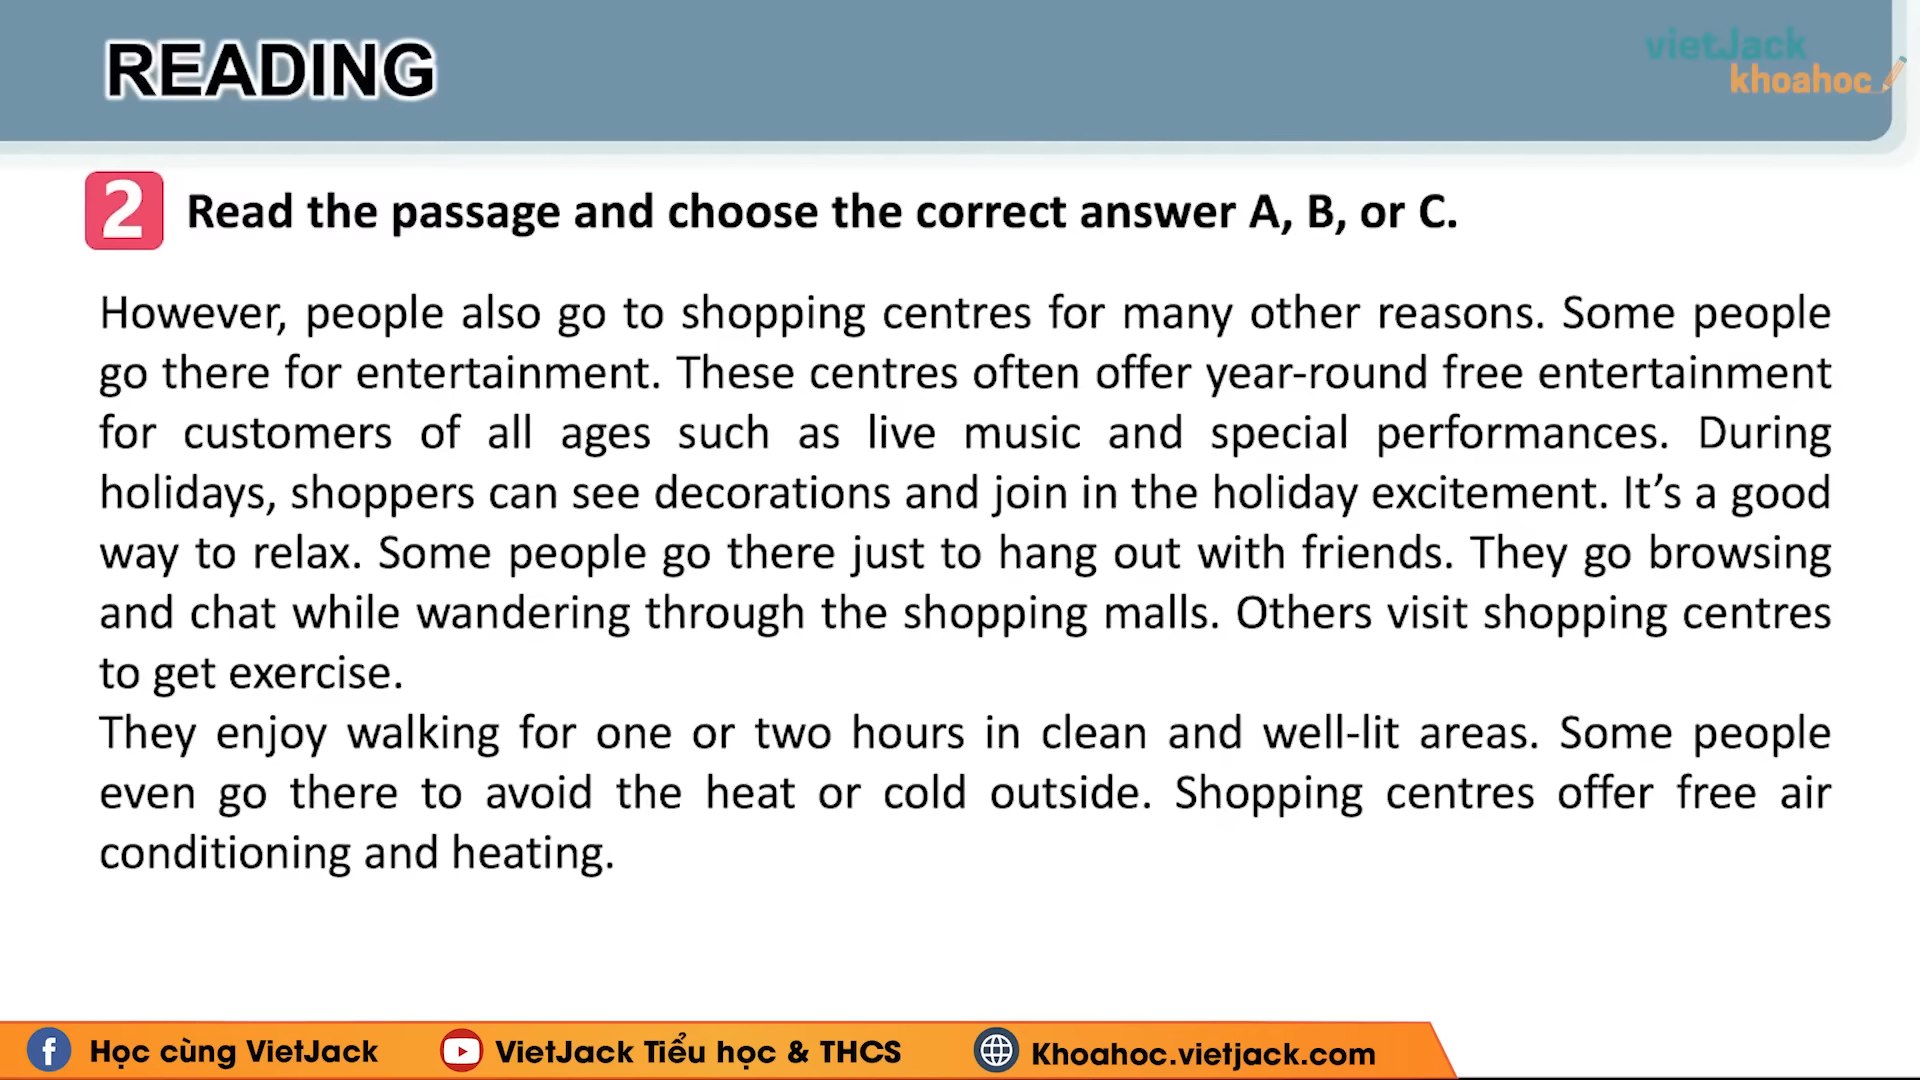 READING
vietJack
khoahoc
2 Read the passage and choose the correct answer A, B, or C.
However, people also go to shopping centres for many other reasons. Some people
go there for entertainment. These centres often offer year-round free entertainment
for customers of all ages such as live music and special performances. During
holidays, shoppers can see decorations and join in the holiday excitement. It’s a good
way to relax. Some people go there just to hang out with friends. They go browsing
and chat while wandering through the shopping malls. Others visit shopping centres
to get exercise.
They enjoy walking for one or two hours in clean and well-lit areas. Some people
even go there to avoid the heat or cold outside. Shopping centres offer free air
conditioning and heating.
Học cùng VietJack
VietJack Tiểu học & THCS
Khoahoc.vietjack.com